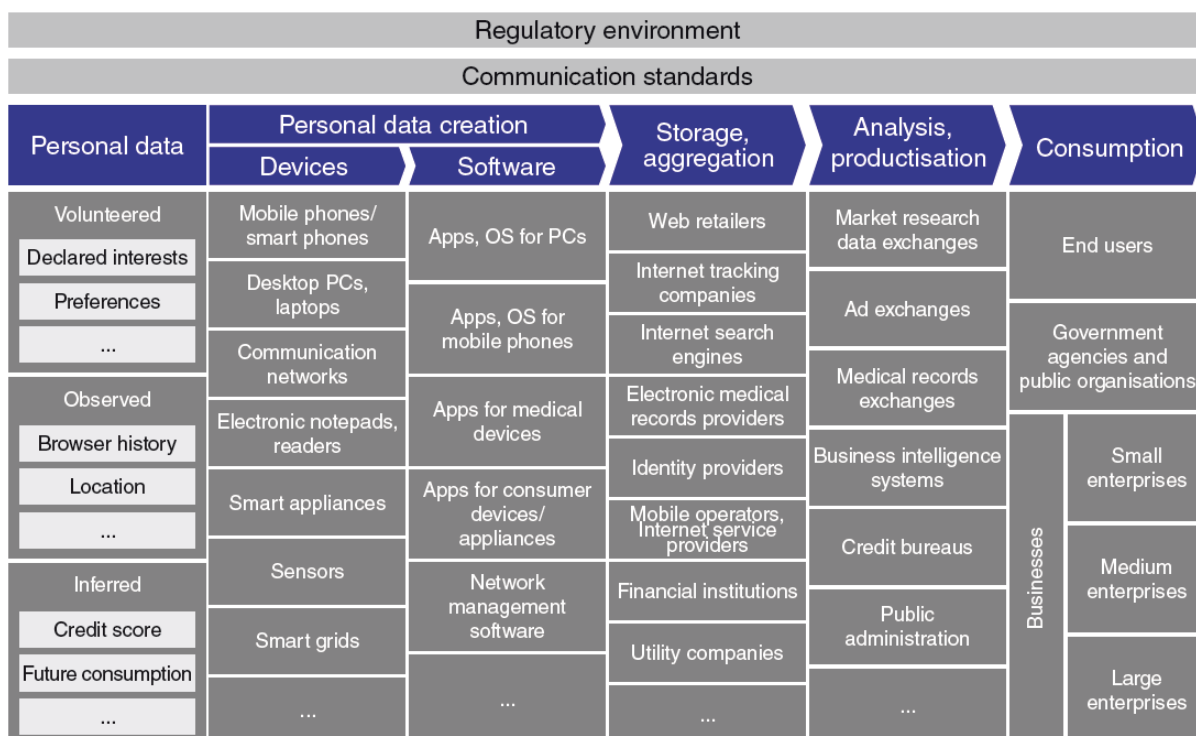 Regulatory environment
Communication standards
Personal data
Personal data creation
Devices
Software
Storage,
aggregation
Analysis,
productisation
Consumption
Volunteered
Declared interests
Preferences
...
Observed
Browser history
Location
...
Inferred
Credit score
Future consumption
...
Mobile phones/
smart phones
Desktop PCs,
laptops
Communication
networks
Electronic notepads,
readers
Smart appliances
Sensors
Smart grids
...
Apps, OS for PCs
Apps, OS for
mobile phones
Apps for medical
devices
Apps for consumer
devices/
appliances
Network
management
software
...
Web retailers
Internet tracking
companies
Internet search
engines
Electronic medical
records providers
Identity providers
Mobile operators,
Internet service
providers
Financial institutions
Utility companies
...
Market research
data exchanges
Ad exchanges
Medical records
exchanges
Business intelligence
systems
Credit bureaus
Public
administration
...
End users
Government
agencies and
public organisations
Businesses
Small
enterprises
Medium
enterprises
Large
enterprises